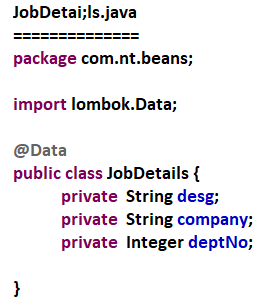 JobDetai;ls.java
==============
package com.nt.beans;
import lombok.Data;
@Data
public class JobDetails {
private String desg;
private String company;
private Integer deptNo;
}